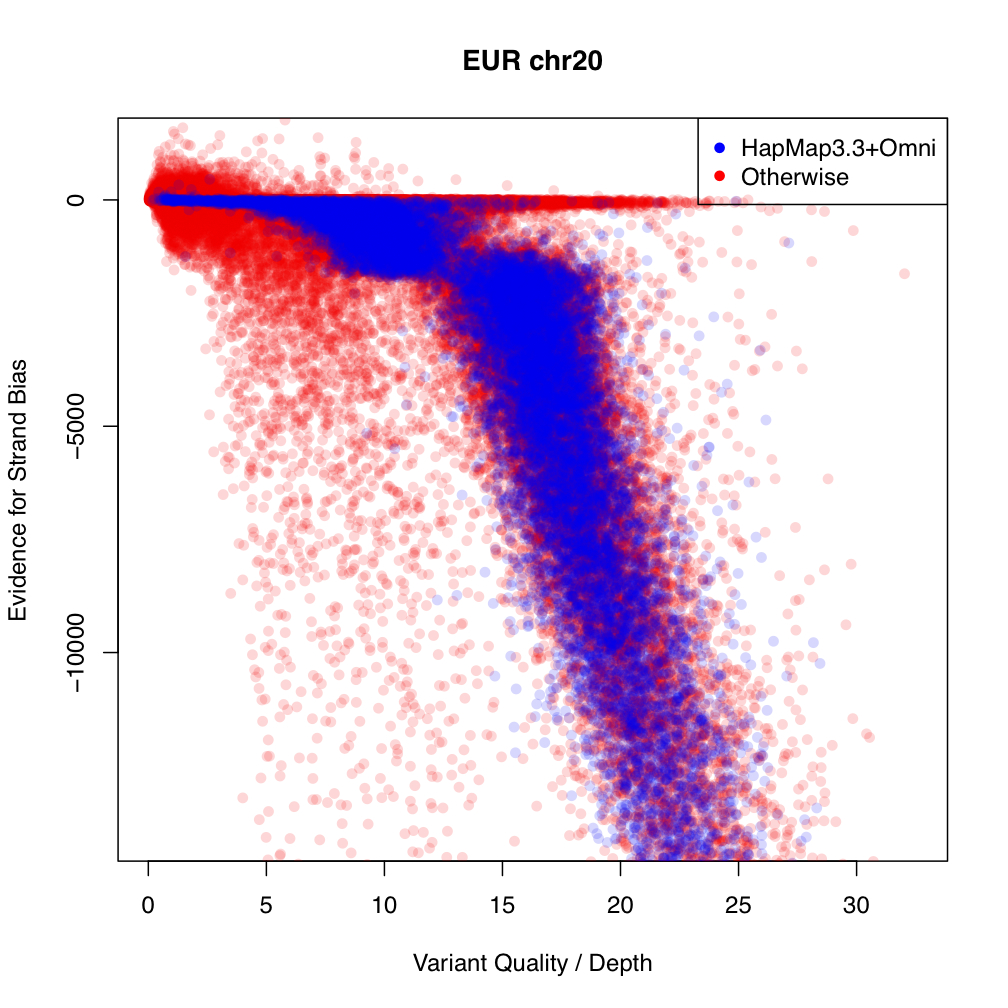 EUR chr20
HapMap3.3+Omni
Otherwise
Evidence for Strand Bias
0
−5000
−10000
0 5 10 15 20 25 30
Variant Quality / Depth